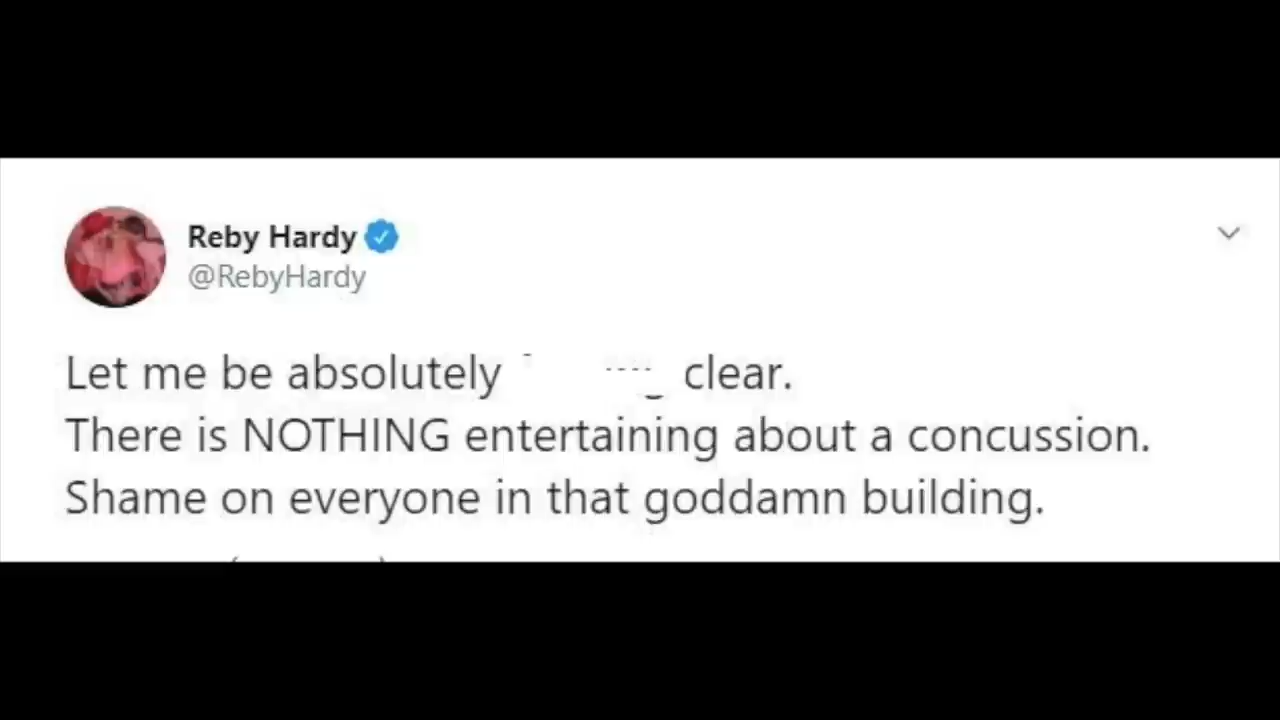 Reby Hardy
@RebyHardy
Let me be absolutely clear.
There is NOTHING entertaining about a concussion.
Shame on everyone in that goddamn building.